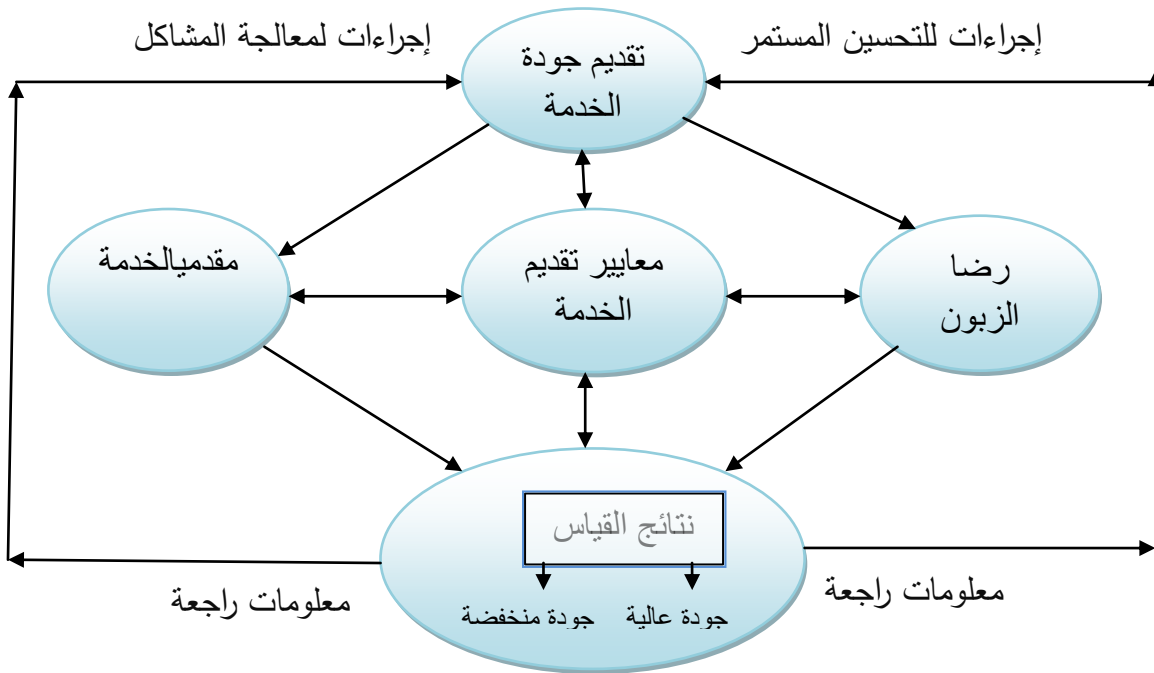 إجراءات للتحسين المستمر
إجراءات لمعالجة المشاكل
تقديم جودة
الخدمة
رضا
الزبون
معايير تقديم
الخدمة
مقدميالخدمة
نتائج القياس
جودة عالية
جودة منخفضة
معلومات راجعة
معلومات راجعة